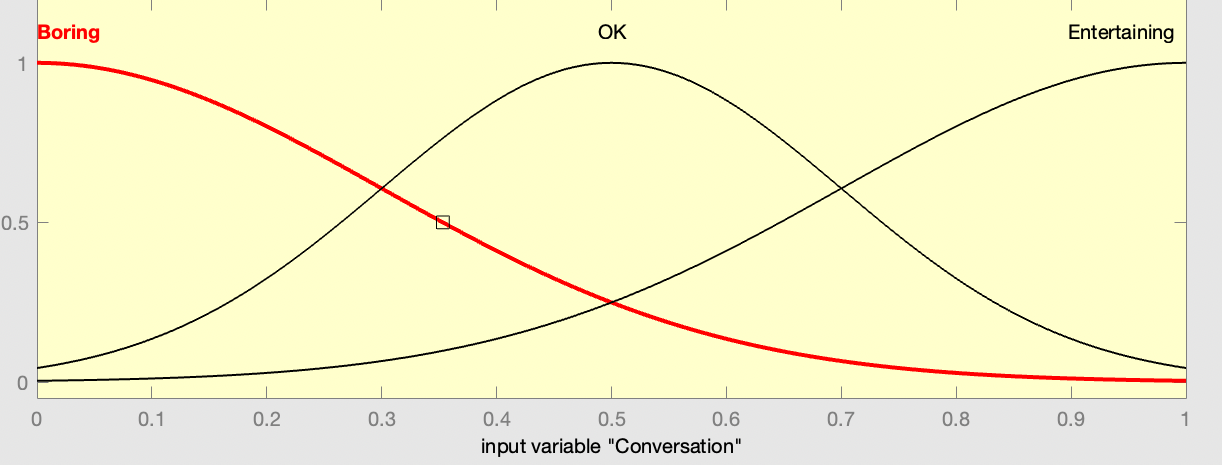 Boring OK Entertaining
1
0.5
0
0 0.1 0.2 0.3 0.4 0.5 0.6 0.7 0.8 0.9 1
input variable "Conversation"